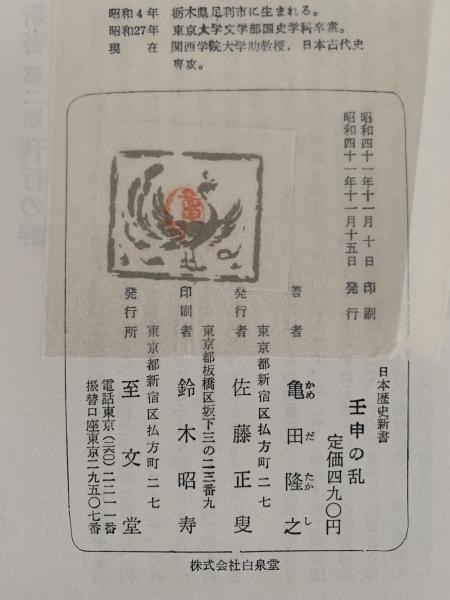 昭和4年 栃木県足利市に生まれる。
昭和27年 東京大学文学部国史学科卒業。
現在 関西学院大学助教授,日本古代史
専攻。
昭和四十一年十一月十日 印刷
昭和四十一年十一月十五日 発行
日本歴史新書
壬申の乱
定価四九〇円
著者 亀田隆之
かめ だ たか し
東京都新宿区払方町二七
発行者 佐藤正叟
東京都板橋区坂下三の二三番九
印刷者 鈴木昭寿
東京都新宿区払方町二七
発行所 至文堂
電話東京(二六〇)二二一一番
振替口座東京二九五〇七番
株式会社白泉堂